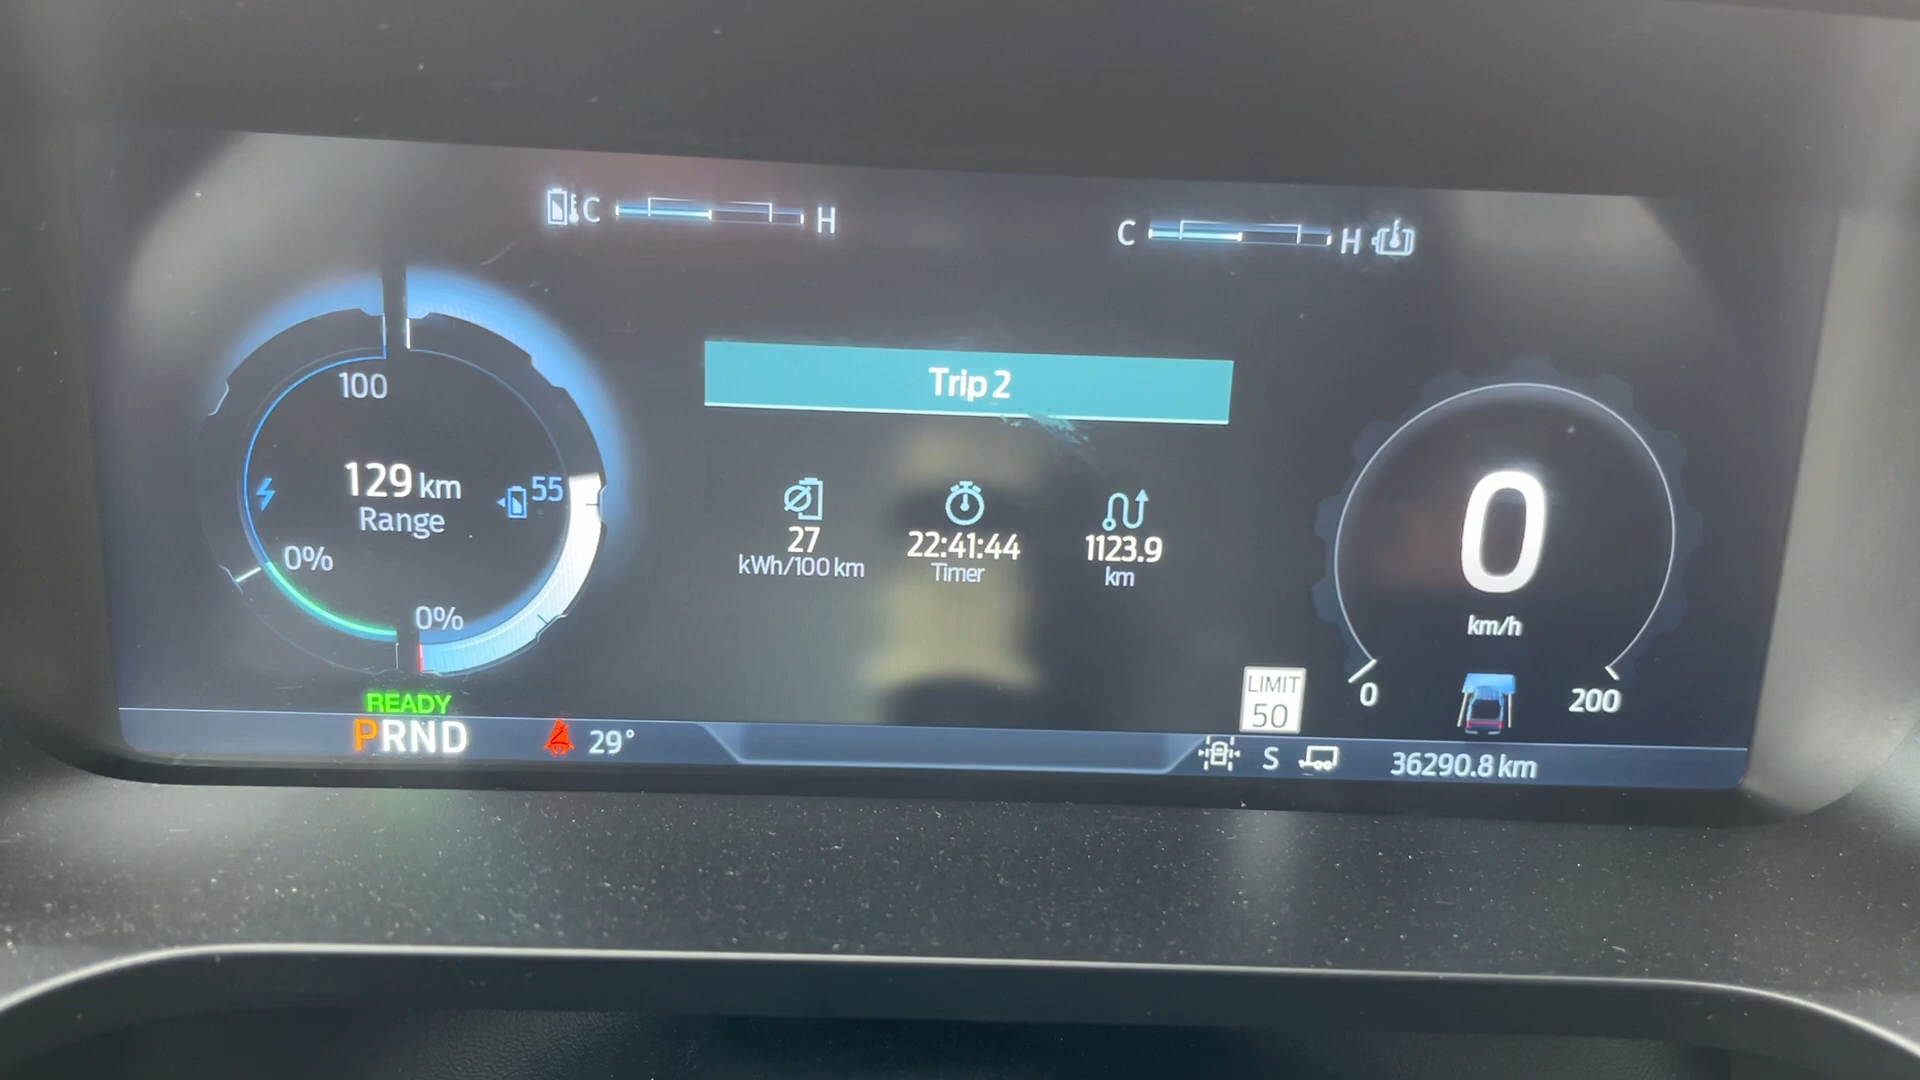 C H
C H
100
129 km
Range
55
0%
0%
READY
PRND
29°
Trip 2
27
kWh/100 km
22:41:44
Timer
1123.9
km
0
km/h
0
200
LIMIT
50
S
36290.8 km